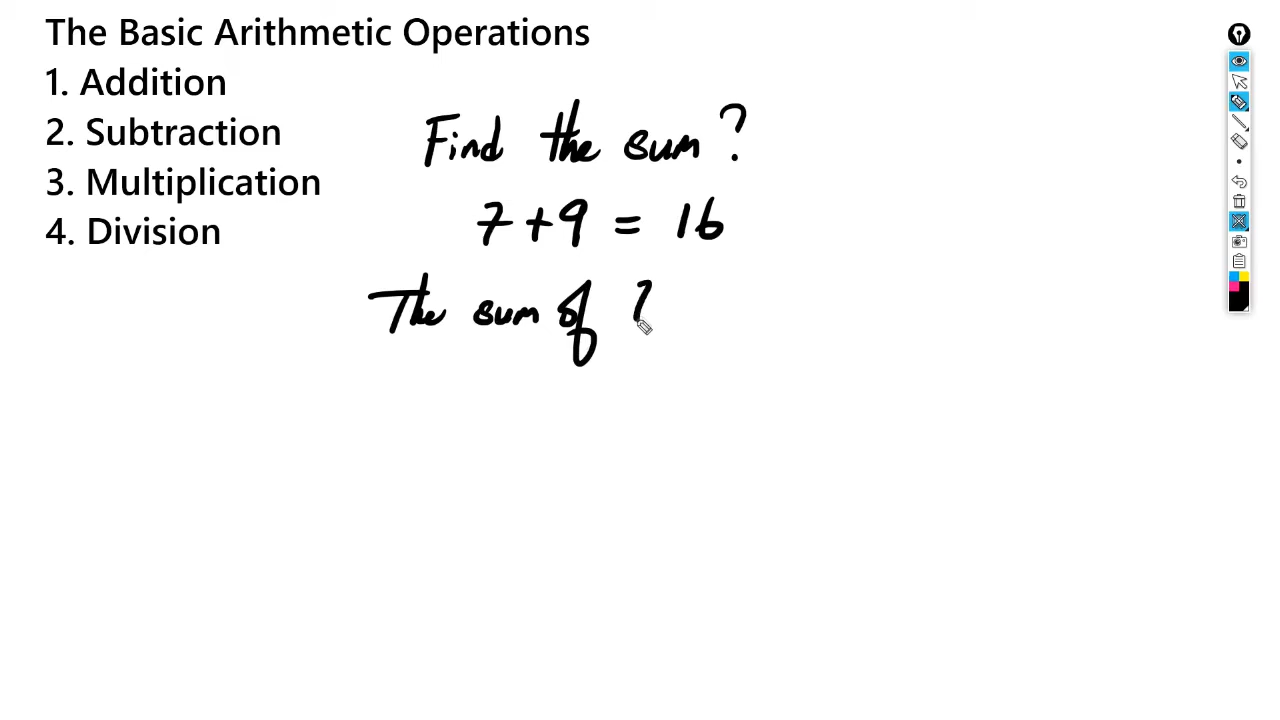 The Basic Arithmetic Operations
1. Addition
2. Subtraction
3. Multiplication
4. Division
Find the sum?
7+9 = 16
The sum of